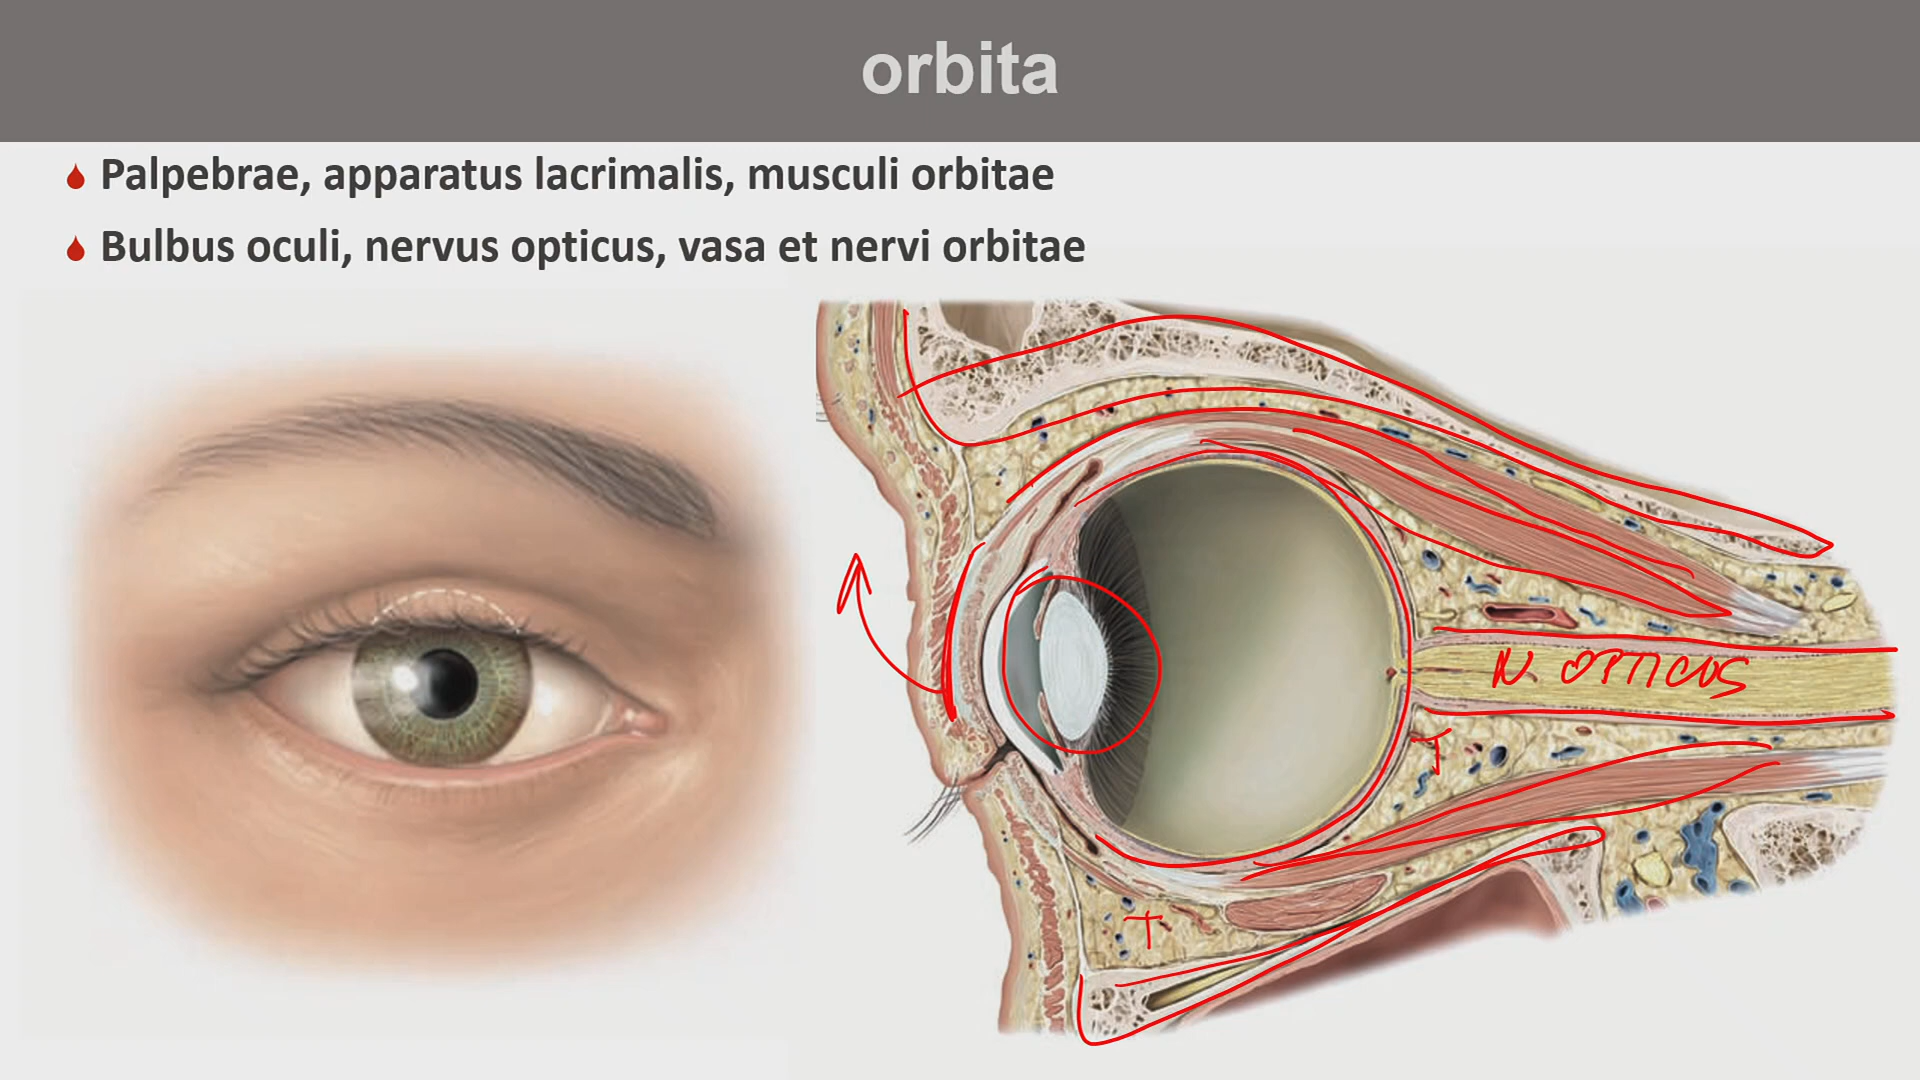 orbita
Palpebrae, apparatus lacrimalis, musculi orbitae
Bulbus oculi, nervus opticus, vasa et nervi orbitae
N. OPTICUS
T
T